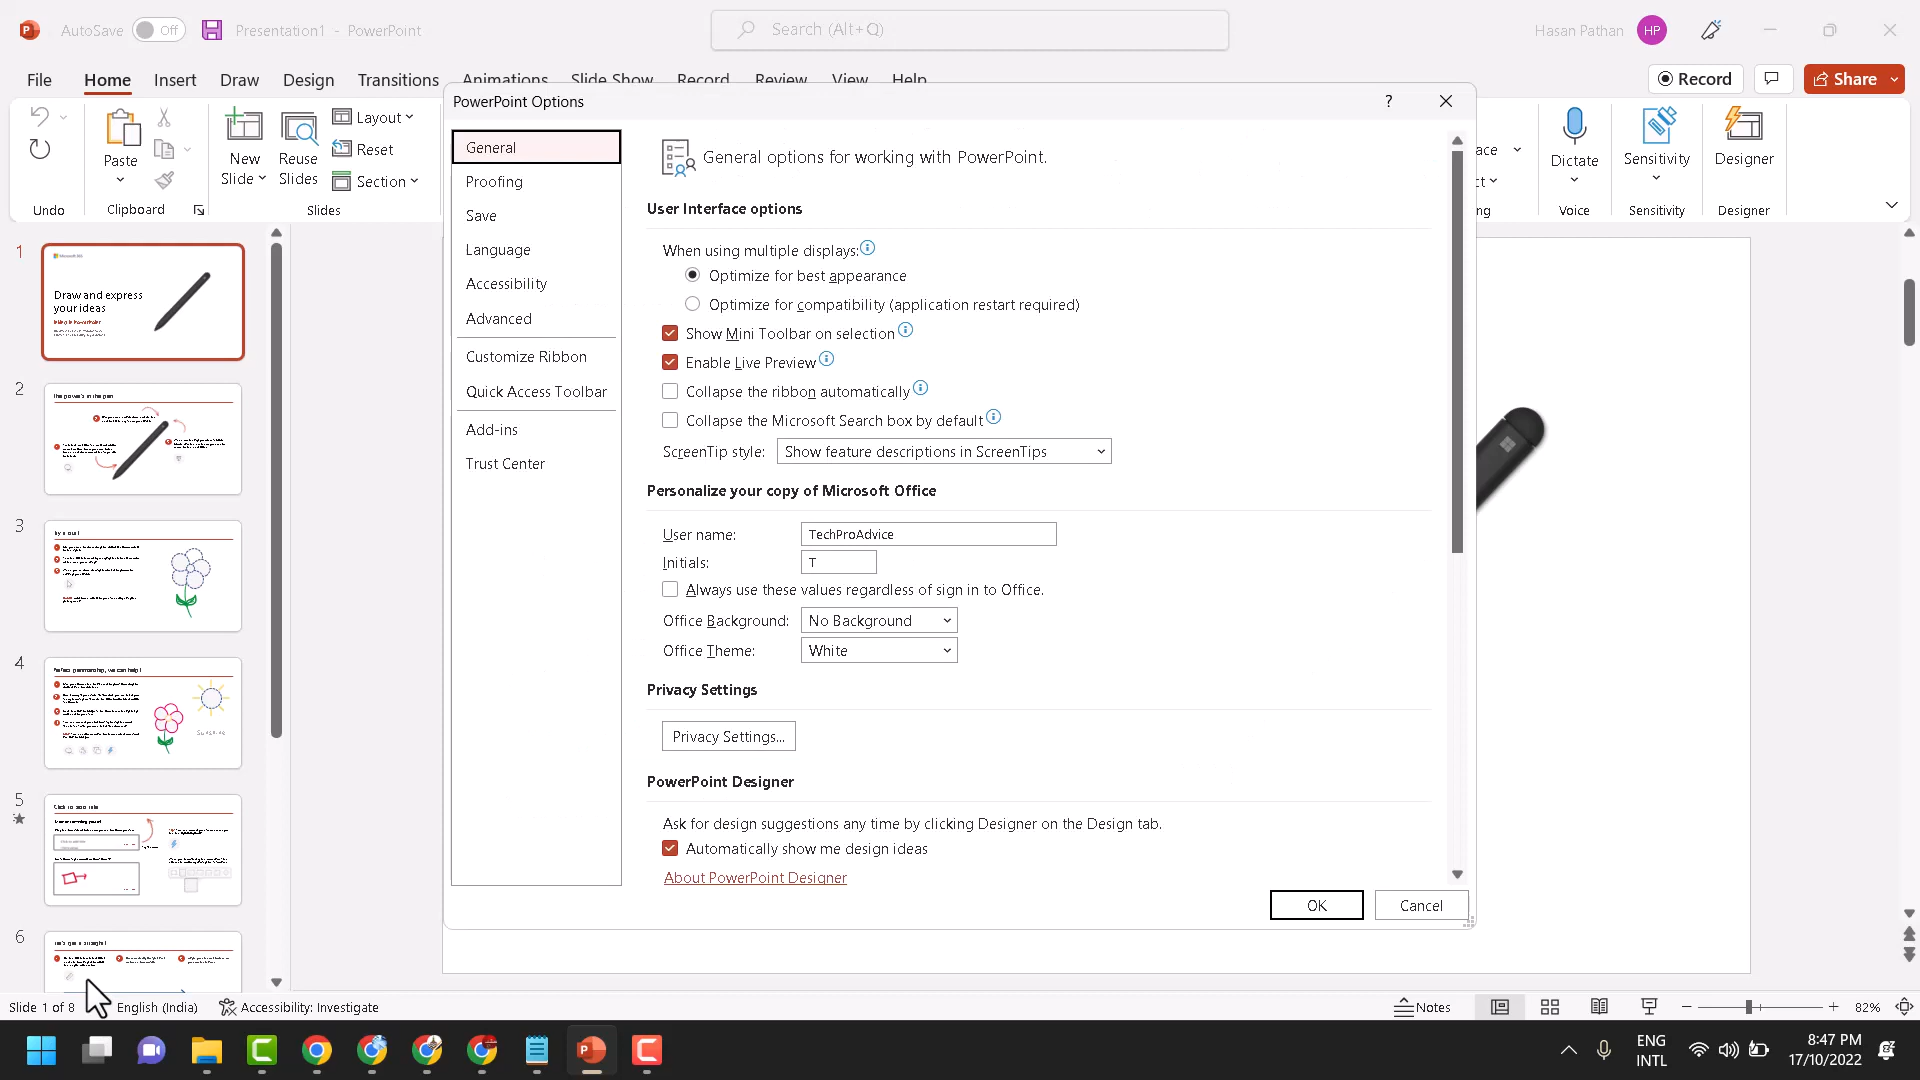 AutoSave Off Presentation1 - PowerPoint
Search (Alt+Q)
Hasan Pathan HP
File Home Insert Draw Design Transitions Animations Slide Show Record Review View Help
Record Share
Paste
New Slide
Reuse Slides
Layout
Reset
Section
Dictate
Sensitivity
Designer
Undo Clipboard Slides Voice Sensitivity Designer
PowerPoint Options
General
Proofing
Save
Language
Accessibility
Advanced
Customize Ribbon
Quick Access Toolbar
Add-ins
Trust Center
General options for working with PowerPoint.
User Interface options
When using multiple displays:
Optimize for best appearance
Optimize for compatibility (application restart required)
Show Mini Toolbar on selection
Enable Live Preview
Collapse the ribbon automatically
Collapse the Microsoft Search box by default
ScreenTip style: Show feature descriptions in ScreenTips
Personalize your copy of Microsoft Office
User name: TechProAdvice
Initials: T
Always use these values regardless of sign in to Office.
Office Background: No Background
Office Theme: White
Privacy Settings
Privacy Settings...
PowerPoint Designer
Ask for design suggestions any time by clicking Designer on the Design tab.
Automatically show me design ideas
About PowerPoint Designer
OK Cancel
1
Draw and express
your ideas
2
3
4
5
6
Slide 1 of 8 English (India) Accessibility: Investigate
Notes 82%
ENG
INTL
8:47 PM
17/10/2022